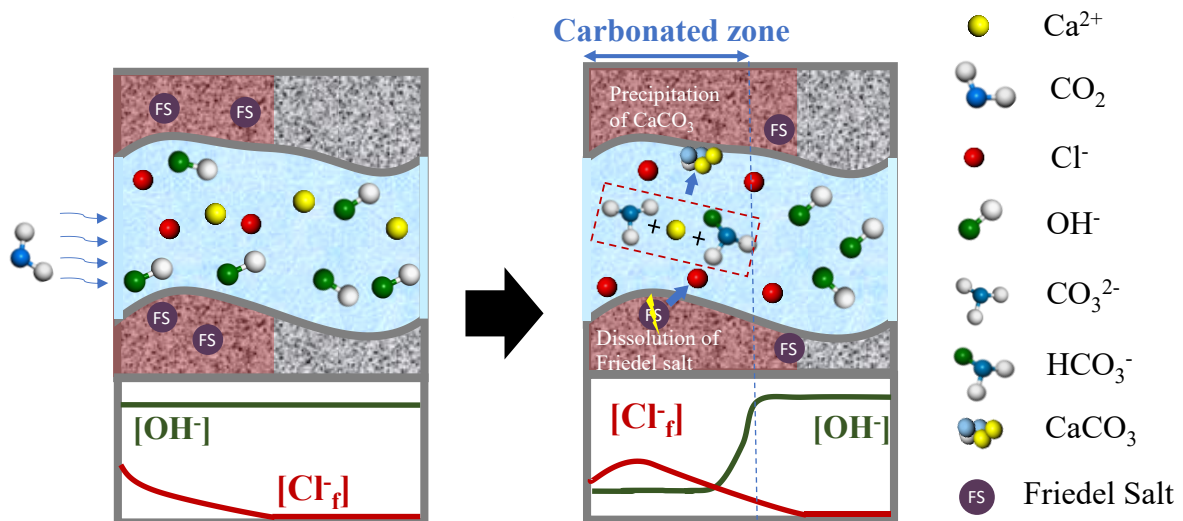 Carbonated zone
FS
FS
FS
FS
[OH⁻]
[Cl⁻f]
Precipitation
of CaCO₃
FS
+
+
FS
Dissolution of
Friedel salt
FS
[Cl⁻f]
[OH⁻]
Ca²⁺
CO₂
Cl⁻
OH⁻
CO₃²⁻
HCO₃⁻
CaCO₃
FS Friedel Salt